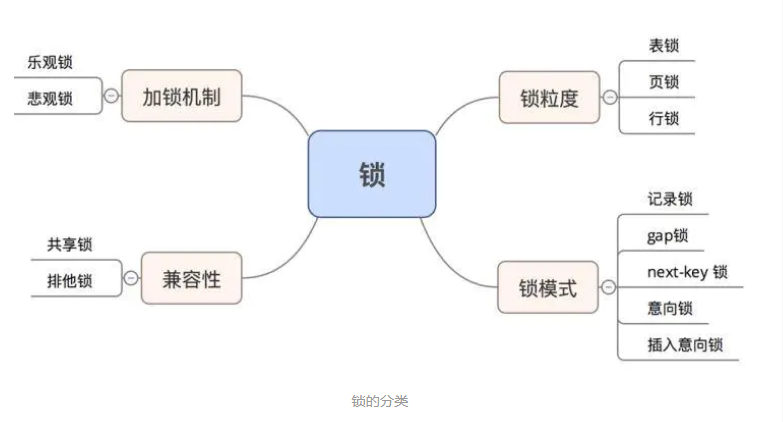 乐观锁
悲观锁
加锁机制
共享锁
排他锁
兼容性
锁
锁粒度
表锁
页锁
行锁
锁模式
记录锁
gap锁
next-key 锁
意向锁
插入意向锁
锁的分类